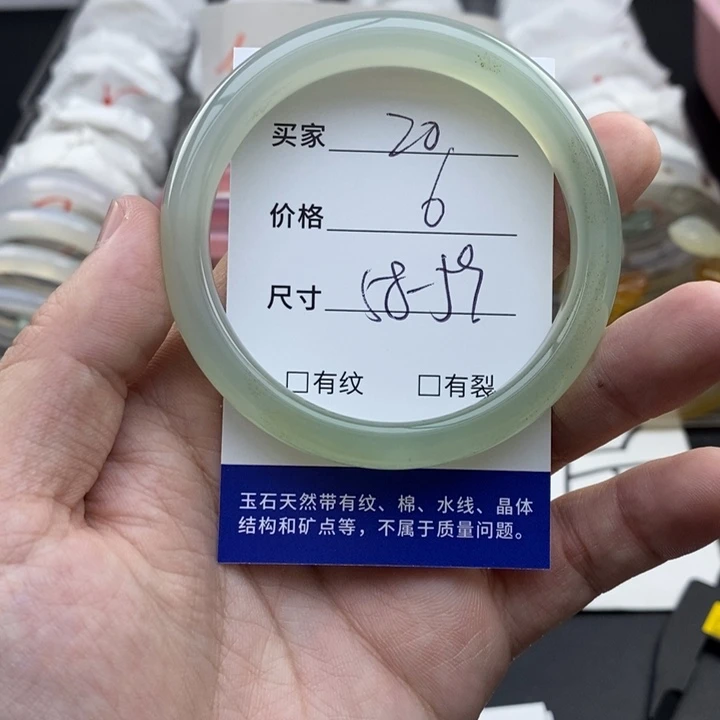 买家 20
价格 6
尺寸 58-59
□有纹 □有裂
玉石天然带有纹、棉、水线、晶体
结构和矿点等，不属于质量问题。